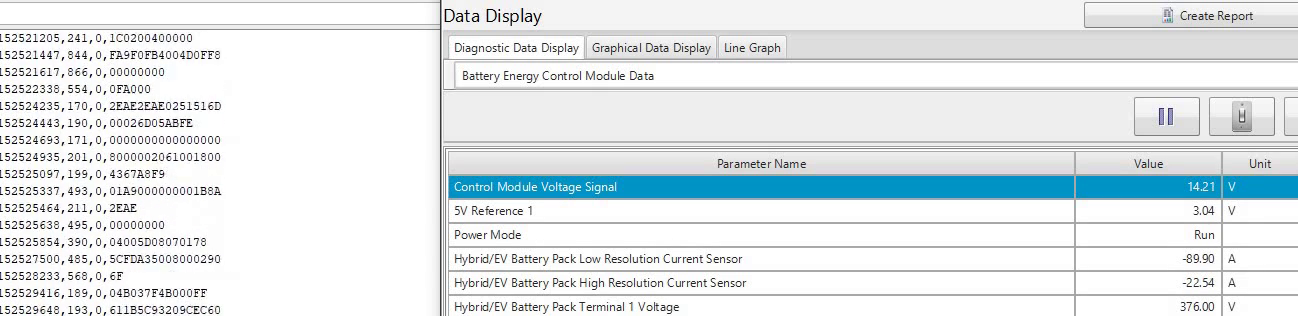 152521205,241,0,1C0200400000
152521447,844,0,FA9F0FB4004D0FF8
152521617,866,0,00000000
152522338,554,0,0FA000
152524235,170,0,2EAE2EAE0251516D
152524443,190,0,00026D05ABFE
152524693,171,0,0000000000000000
152524935,201,0,8000002061001800
152525097,199,0,4367A8F9
152525337,493,0,01A9000000001B8A
152525464,211,0,2EAE
152525638,495,0,00000000
152525854,390,0,04005D08070178
152527500,485,0,5CFDA35008000290
152528233,568,0,6F
152529416,189,0,04B037F4B000FF
152529648,193,0,611B5C93209CEC60
Data Display
Create Report
Diagnostic Data Display Graphical Data Display Line Graph
Battery Energy Control Module Data
Parameter Name Value Unit
Control Module Voltage Signal 14.21 V
5V Reference 1 3.04 V
Power Mode Run
Hybrid/EV Battery Pack Low Resolution Current Sensor -89.90 A
Hybrid/EV Battery Pack High Resolution Current Sensor -22.54 A
Hybrid/EV Battery Pack Terminal 1 Voltage 376.00 V